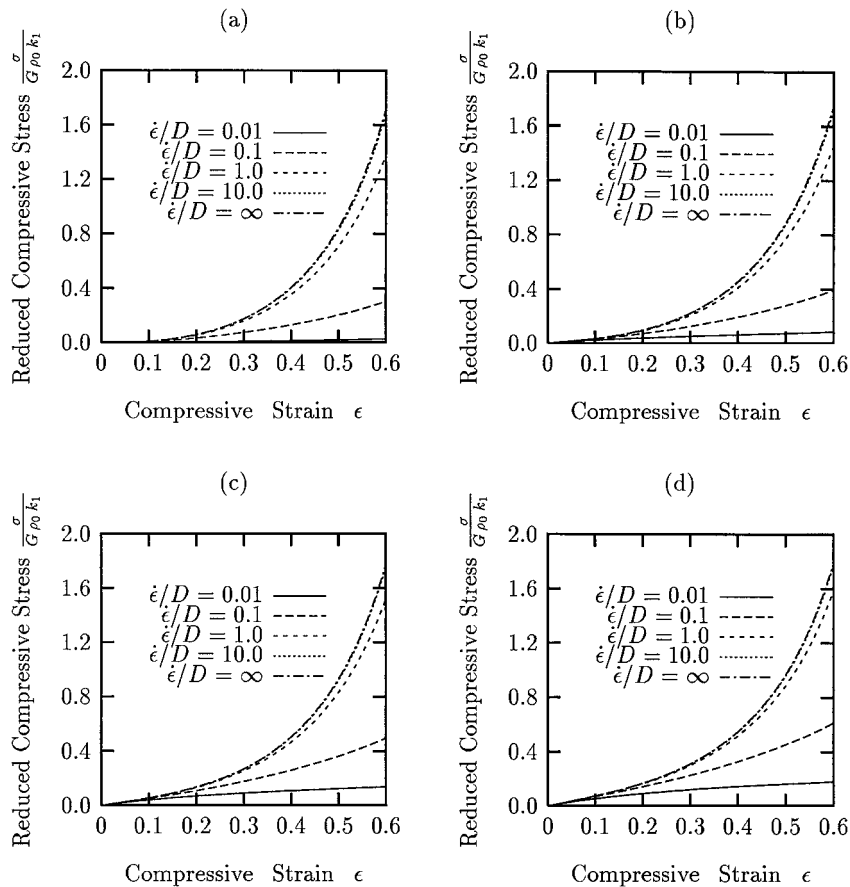 (a)
Reduced Compressive Stress σ/(G ρ₀ k₁)
2.0
1.6
1.2
0.8
0.4
0.0
ϵ̇/D = 0.01
ϵ̇/D = 0.1
ϵ̇/D = 1.0
ϵ̇/D = 10.0
ϵ̇/D = ∞
0 0.1 0.2 0.3 0.4 0.5 0.6
Compressive Strain ϵ
(b)
Reduced Compressive Stress σ/(G ρ₀ k₁)
2.0
1.6
1.2
0.8
0.4
0.0
ϵ̇/D = 0.01
ϵ̇/D = 0.1
ϵ̇/D = 1.0
ϵ̇/D = 10.0
ϵ̇/D = ∞
0 0.1 0.2 0.3 0.4 0.5 0.6
Compressive Strain ϵ
(c)
Reduced Compressive Stress σ/(G ρ₀ k₁)
2.0
1.6
1.2
0.8
0.4
0.0
ϵ̇/D = 0.01
ϵ̇/D = 0.1
ϵ̇/D = 1.0
ϵ̇/D = 10.0
ϵ̇/D = ∞
0 0.1 0.2 0.3 0.4 0.5 0.6
Compressive Strain ϵ
(d)
Reduced Compressive Stress σ/(G ρ₀ k₁)
2.0
1.6
1.2
0.8
0.4
0.0
ϵ̇/D = 0.01
ϵ̇/D = 0.1
ϵ̇/D = 1.0
ϵ̇/D = 10.0
ϵ̇/D = ∞
0 0.1 0.2 0.3 0.4 0.5 0.6
Compressive Strain ϵ